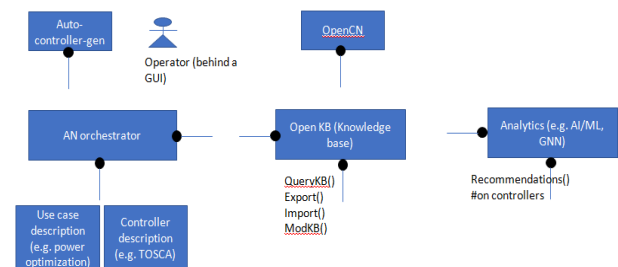 Auto-
controller-gen
Operator (behind a
GUI)
OpenCN
AN orchestrator
Open KB (Knowledge
base)
Analytics (e.g. AI/ML,
GNN)
QueryKB()
Export()
Import()
ModKB()
Recommendations()
#on controllers
Use case
description
(e.g. power
optimization)
Controller
description
(e.g. TOSCA)